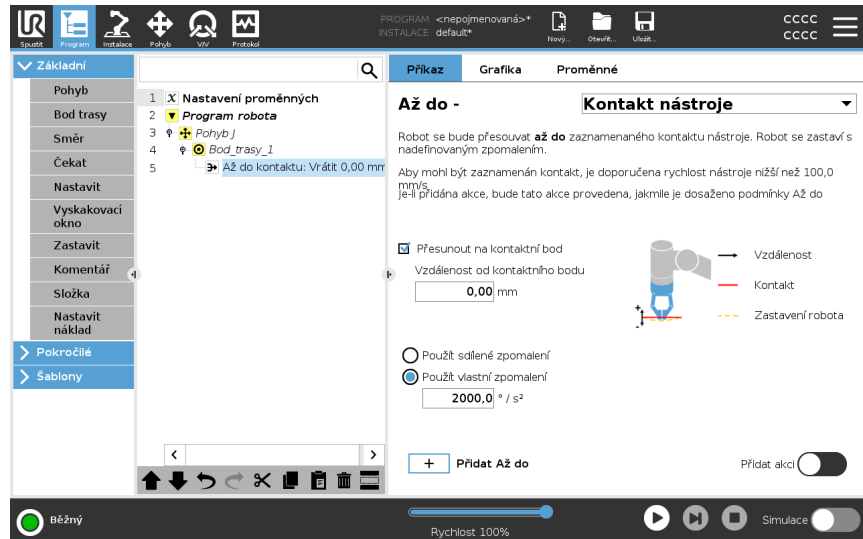 UR
Spustit
Program
Instalace
Pohyb
V/V
Protokol
PROGRAM <nepojmenovaná>*
INSTALACE default*
Nový...
Otevřít...
Uložit...
CCCC
CCCC
Základní
Pohyb
Bod trasy
Směr
Čekat
Nastavit
Vyskakovací
okno
Zastavit
Komentář
Složka
Nastavit
náklad
Pokročilé
Šablony
1 X Nastavení proměnných
2 Program robota
3 Pohyb J
4 Bod_trasy_1
5 Až do kontaktu: Vrátit 0,00 mm
Příkaz Grafika Proměnné
Až do - Kontakt nástroje
Robot se bude přesouvat až do zaznamenaného kontaktu nástroje. Robot se zastaví s
nadefinovaným zpomalením.
Aby mohl být zaznamenán kontakt, je doporučena rychlost nástroje nižší než 100,0
mm/s
Je-li přidána akce, bude tato akce provedena, jakmile je dosaženo podmínky Až do
Přesunout na kontaktní bod
Vzdálenost od kontaktního bodu
0,00 mm
Vzdálenost
Kontakt
Zastavení robota
+
-
Použít sdílené zpomalení
Použít vlastní zpomalení
2000,0 ° / s²
+ Přidat Až do
Přidat akci
Běžný
Rychlost 100%
Simulace